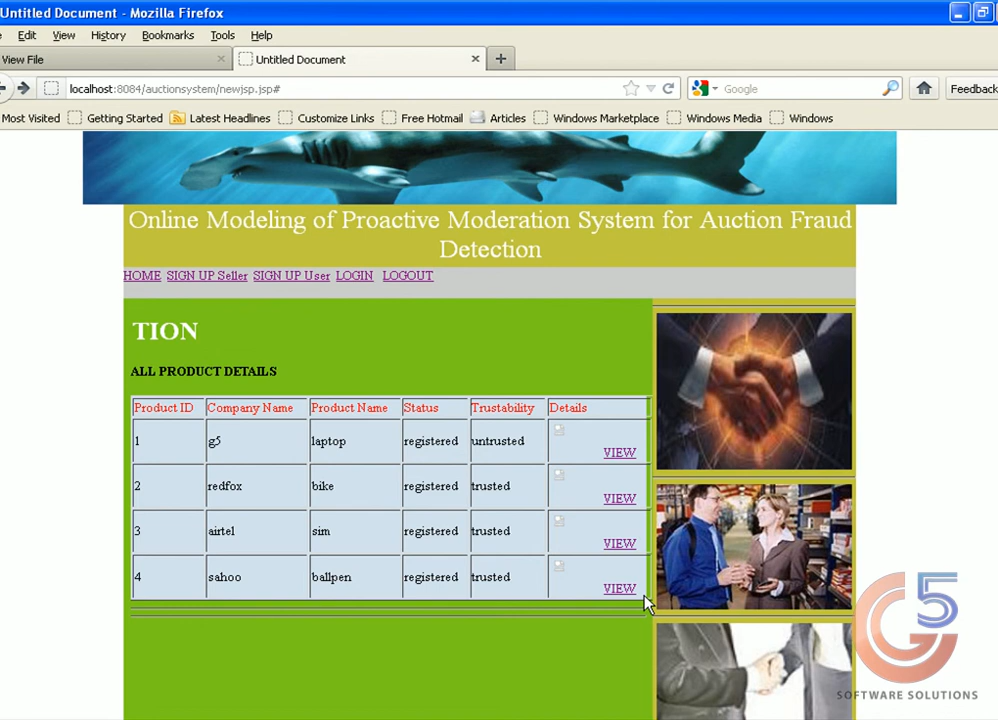 Untitled Document - Mozilla Firefox
Edit View History Bookmarks Tools Help
View File × Untitled Document × +
localhost:8084/auctionsystem/newjsp.jsp# Google Feedback
Most Visited Getting Started Latest Headlines Customize Links Free Hotmail Articles Windows Marketplace Windows Media Windows
Online Modeling of Proactive Moderation System for Auction Fraud
Detection
HOME SIGN UP Seller SIGN UP User LOGIN LOGOUT
TION
ALL PRODUCT DETAILS
Product ID Company Name Product Name Status Trustability Details
1 g5 laptop registered untrusted VIEW
2 redfox bike registered trusted VIEW
3 airtel sim registered trusted VIEW
4 sahoo ballpen registered trusted VIEW
G5
SOFTWARE SOLUTIONS